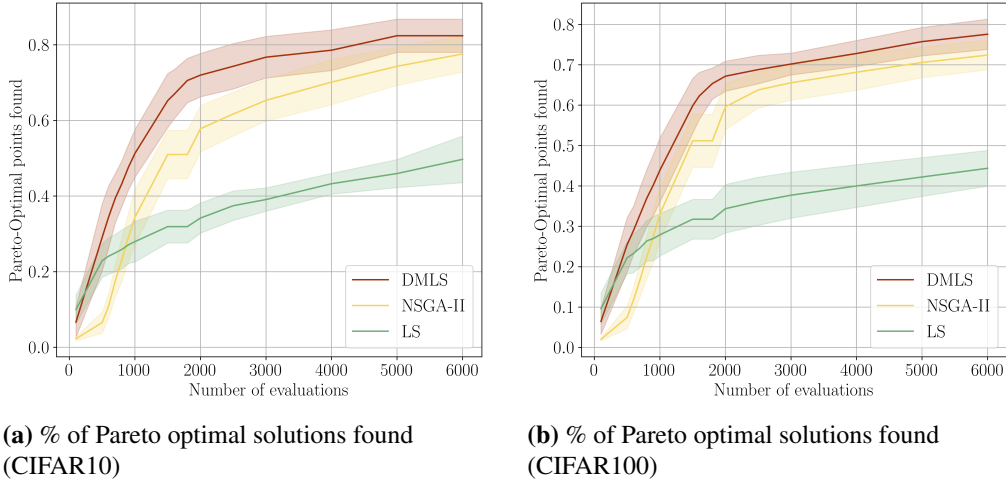 0.8
0.6
0.4
0.2
0.0
Pareto-Optimal points found
0
1000
2000
3000
4000
5000
6000
Number of evaluations
DMLS
NSGA-II
LS
(a) % of Pareto optimal solutions found
(CIFAR10)
0.8
0.7
0.6
0.5
0.4
0.3
0.2
0.1
0.0
Pareto-Optimal points found
0
1000
2000
3000
4000
5000
6000
Number of evaluations
DMLS
NSGA-II
LS
(b) % of Pareto optimal solutions found
(CIFAR100)